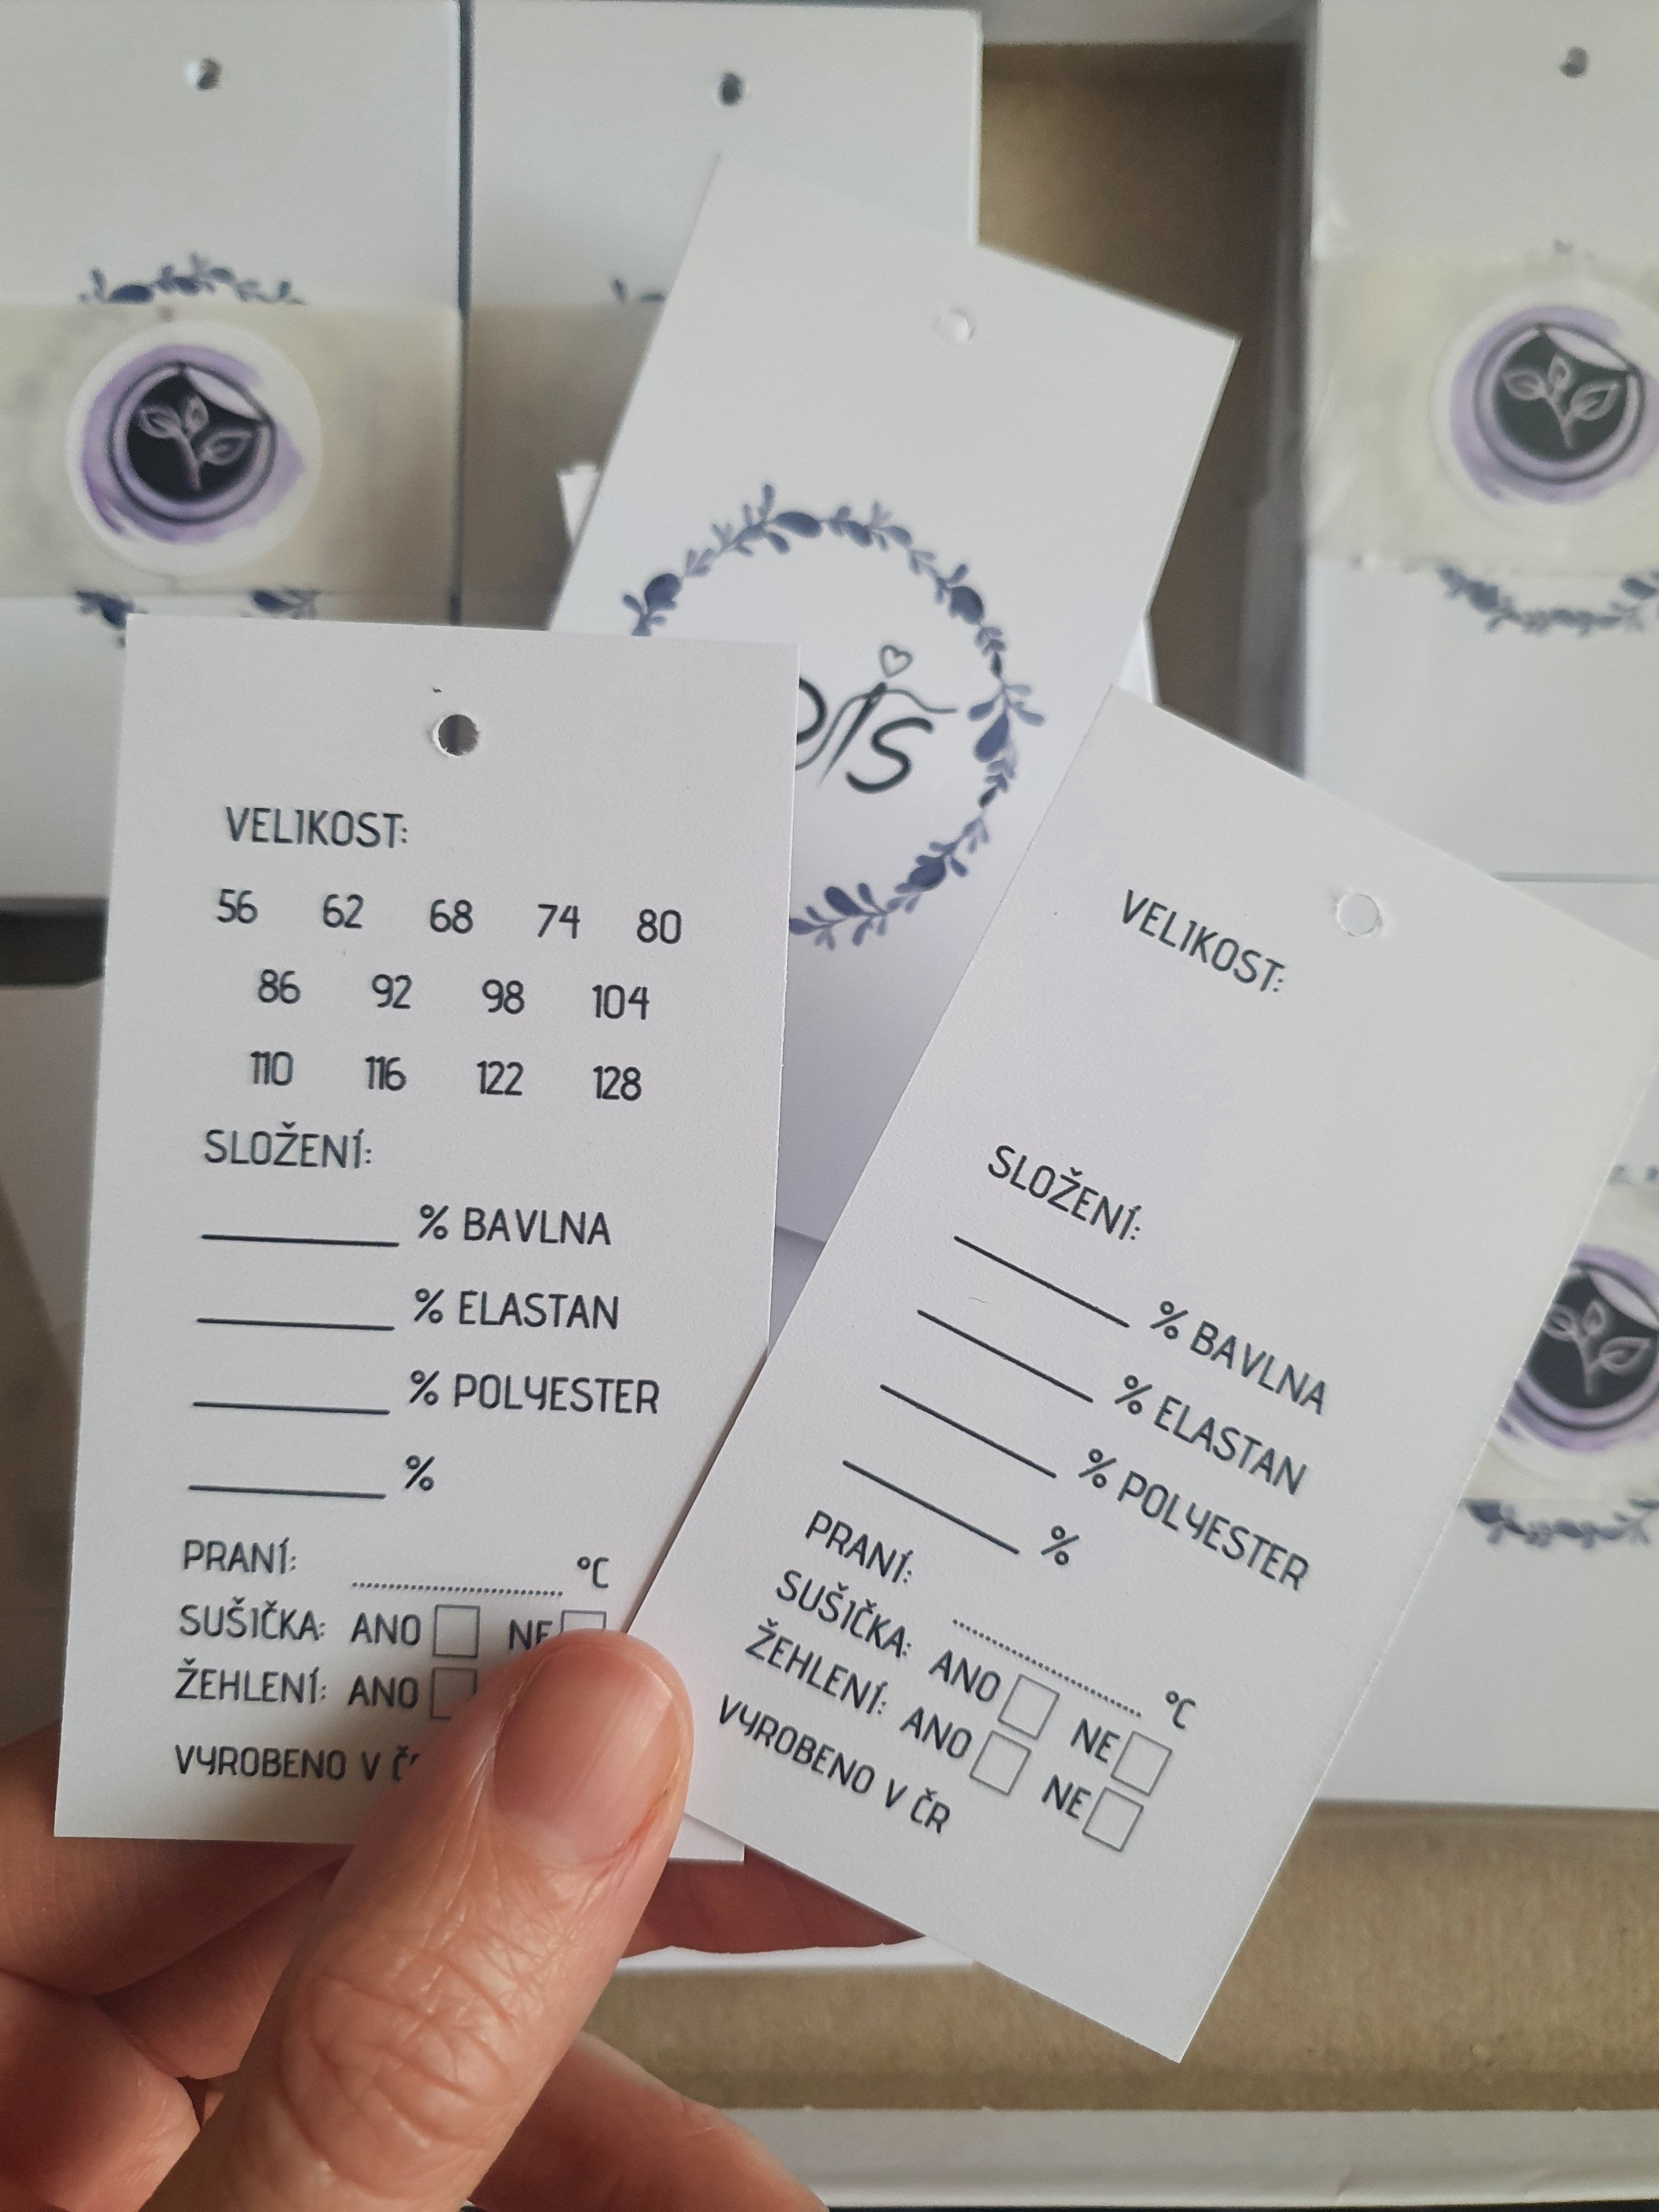 VELIKOST:
56 62 68 74 80
86 92 98 104
110 116 122 128
SLOŽENÍ:
% BAVLNA
% ELASTAN
% POLYESTER
%
PRANÍ: °C
SUŠIČKA: ANO NE
ŽEHLENÍ: ANO
VYROBENO V
VELIKOST:
SLOŽENÍ:
% BAVLNA
% ELASTAN
% POLYESTER
%
PRANÍ: °C
SUŠIČKA: ANO NE
ŽEHLENÍ: ANO NE
VYROBENO V ČR